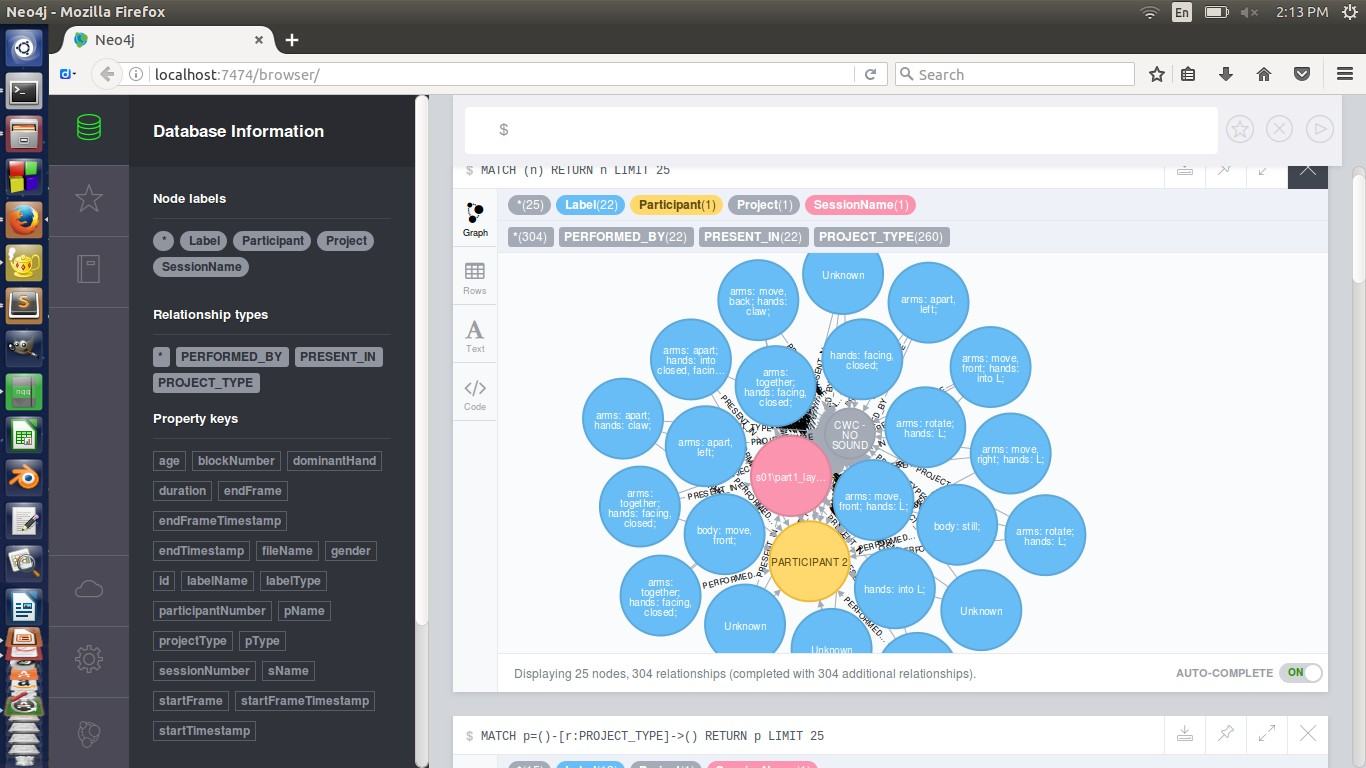 Neo4j - Mozilla Firefox
En
2:13 PM
Neo4j
localhost:7474/browser/
Search
Database Information
Node labels
* Label Participant Project
SessionName
Relationship types
* PERFORMED_BY PRESENT_IN
PROJECT_TYPE
Property keys
age blockNumber dominantHand
duration endFrame
endFrameTimestamp
endTimestamp fileName gender
id labelName labelType
participantNumber pName
projectType pType
sessionNumber sName
startFrame startFrameTimestamp
startTimestamp
$
$ MATCH (n) RETURN n LIMIT 25
*(25) Label(22) Participant(1) Project(1) SessionName(1)
*(304) PERFORMED_BY(22) PRESENT_IN(22) PROJECT_TYPE(260)
Graph
Rows
Text
Code
Unknown
arms: move,
back; hands:
claw;
arms: apart,
left;
arms: apart;
hands: into
closed, facin...
arms:
together;
hands: facing,
closed;
hands: facing,
closed;
arms: move,
front; hands:
into L;
arms: apart;
hands: claw;
arms: apart,
left;
CWC -
NO
SOUND
arms: rotate;
hands: L;
arms: move,
right; hands: L;
s01\part1_lay...
arms:
together;
hands: facing,
closed;
body: move,
front;
arms: move,
front; hands: L;
body: still;
arms: rotate;
hands: L;
PARTICIPANT 2
arms:
together;
hands: facing,
closed;
hands: into L;
Unknown
Unknown
Unknown
PRESENT_IN
PERFORMED...
PERFORMED...
PERFORMED...
PRESENT_IN
Displaying 25 nodes, 304 relationships (completed with 304 additional relationships).
AUTO-COMPLETE ON
$ MATCH p=()-[r:PROJECT_TYPE]->() RETURN p LIMIT 25